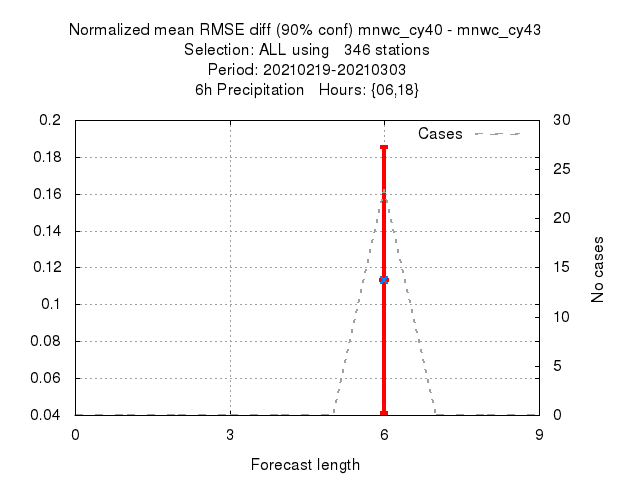 Normalized mean RMSE diff (90% conf) mnwc_cy40 - mnwc_cy43
Selection: ALL using 346 stations
Period: 20210219-20210303
6h Precipitation Hours: {06,18}
Cases
0.2
0.18
0.16
0.14
0.12
0.1
0.08
0.06
0.04
30
25
20
15
10
5
0
No cases
0
3
6
9
Forecast length